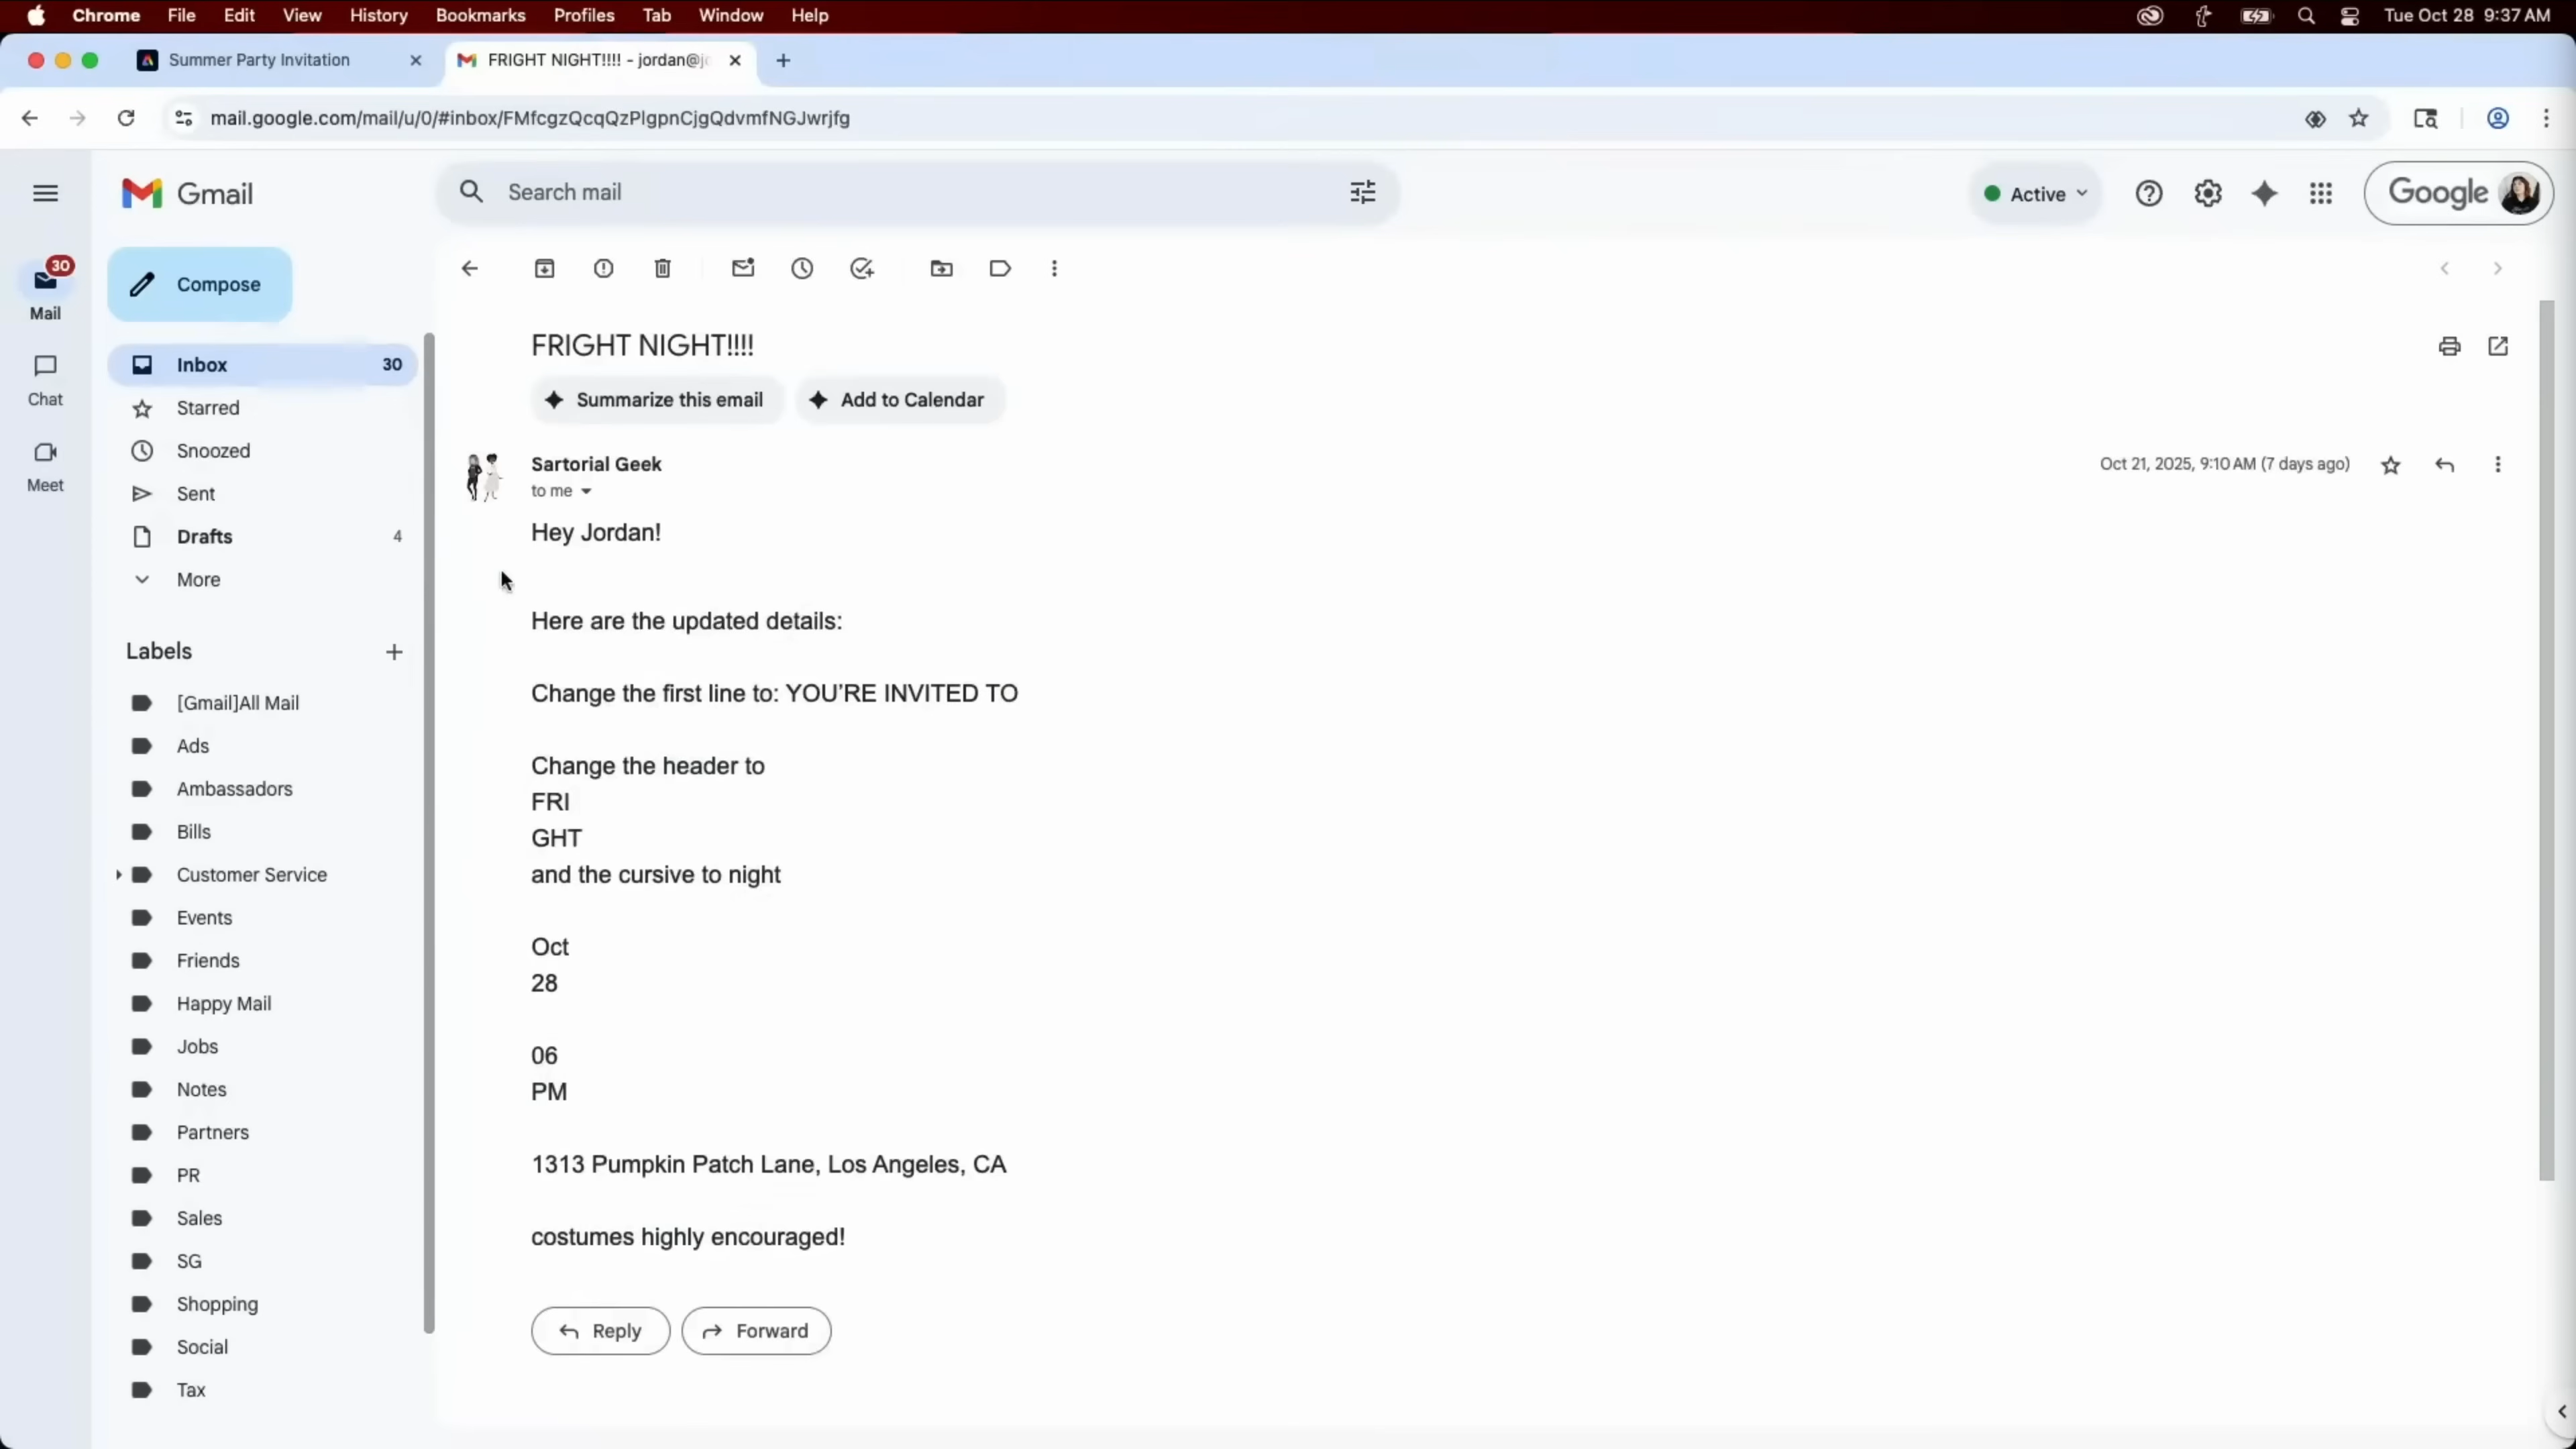 Chrome File Edit View History Bookmarks Profiles Tab Window Help Tue Oct 28 9:37 AM
Summer Party Invitation FRIGHT NIGHT!!!! - jordan@j
mail.google.com/mail/u/0/#inbox/FMfcgzQcqQzPlgpnCjgQdvmfNGJwrjfg
Gmail Search mail Active Google
30
Mail
Chat
Meet
Compose
Inbox 30
Starred
Snoozed
Sent
Drafts 4
More
Labels
[Gmail]All Mail
Ads
Ambassadors
Bills
Customer Service
Events
Friends
Happy Mail
Jobs
Notes
Partners
PR
Sales
SG
Shopping
Social
Tax
FRIGHT NIGHT!!!!
Summarize this email Add to Calendar
Sartorial Geek Oct 21, 2025, 9:10 AM (7 days ago)
to me
Hey Jordan!
Here are the updated details:
Change the first line to: YOU'RE INVITED TO
Change the header to
FRI
GHT
and the cursive to night
Oct
28
06
PM
1313 Pumpkin Patch Lane, Los Angeles, CA
costumes highly encouraged!
Reply Forward